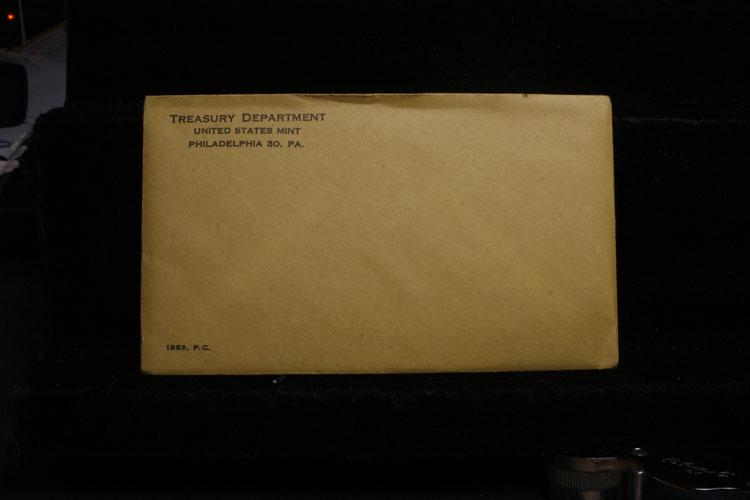 TREASURY DEPARTMENT
UNITED STATES MINT
PHILADELPHIA 30, PA.
1963, P.C.